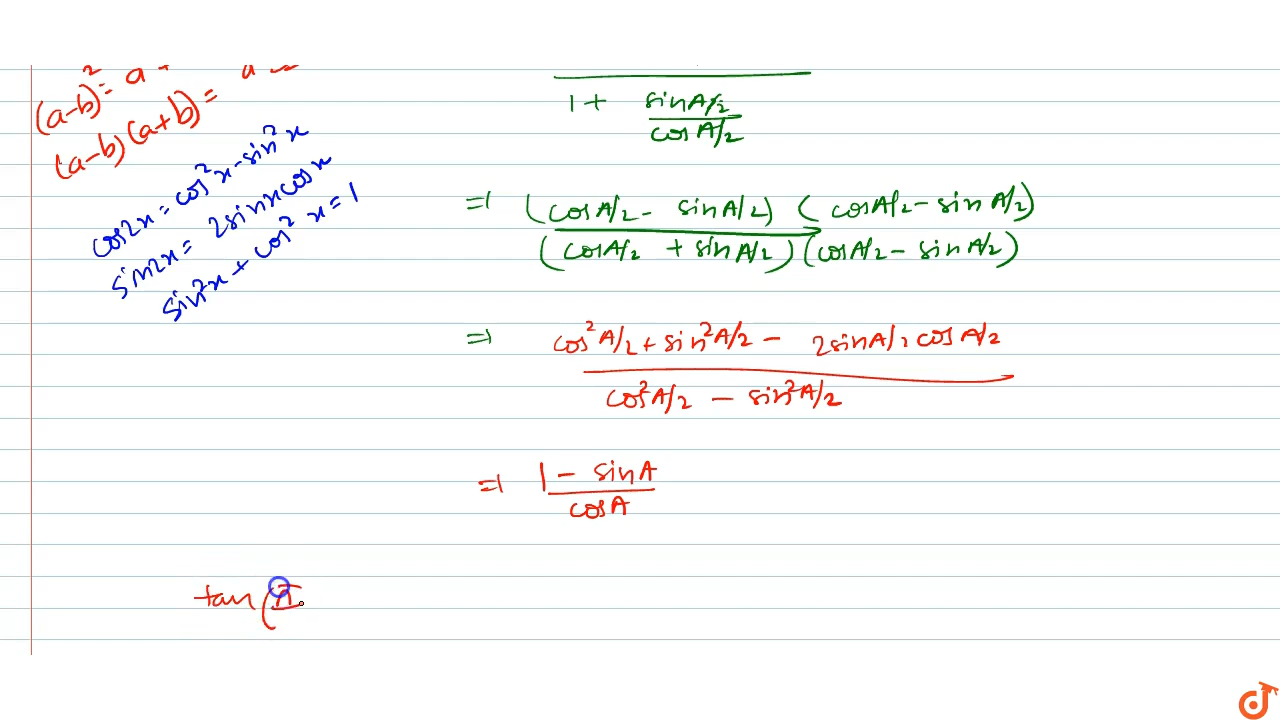 (a-b)² = a
(a-b)(a+b) =
cos2x = cos²x - sin²x
sin2x = 2sinxcosx
sin²x + cos²x = 1
1 + sinA/2
cosA/2
⇒ (cosA/2 - sinA/2) (cosA/2 - sinA/2)
(cosA/2 + sinA/2)(cosA/2 - sinA/2)
⇒ cos²A/2 + sin²A/2 - 2sinA/2 cosA/2
cos²A/2 - sin²A/2
⇒ 1 - sinA
cosA
tan(π